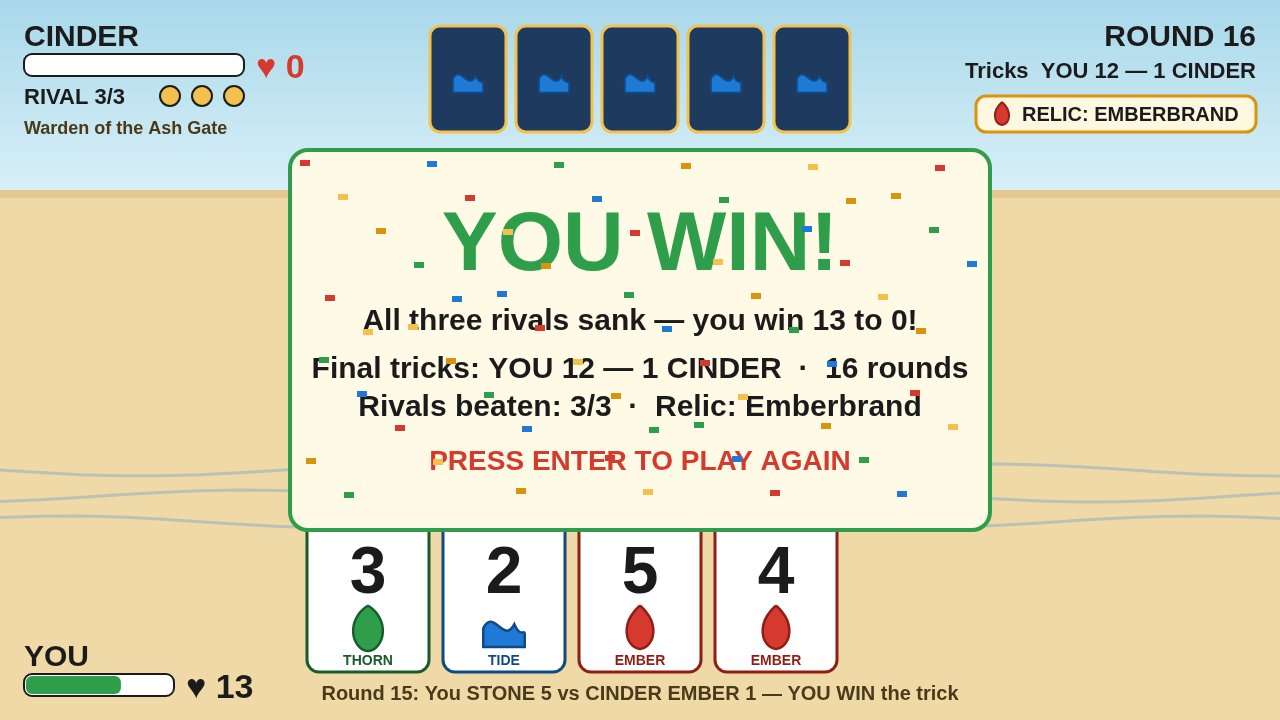 CINDER
♥ 0
RIVAL 3/3
Warden of the Ash Gate
ROUND 16
Tricks YOU 12 — 1 CINDER
RELIC: EMBERBRAND
YOU WIN!
All three rivals sank — you win 13 to 0!
Final tricks: YOU 12 — 1 CINDER · 16 rounds
Rivals beaten: 3/3 · Relic: Emberbrand
PRESS ENTER TO PLAY AGAIN
3
THORN
2
TIDE
5
EMBER
4
EMBER
YOU
♥ 13
Round 15: You STONE 5 vs CINDER EMBER 1 — YOU WIN the trick